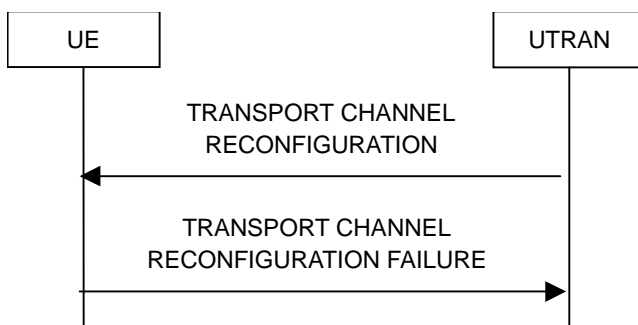 UE
UTRAN
TRANSPORT CHANNEL
RECONFIGURATION
TRANSPORT CHANNEL
RECONFIGURATION FAILURE